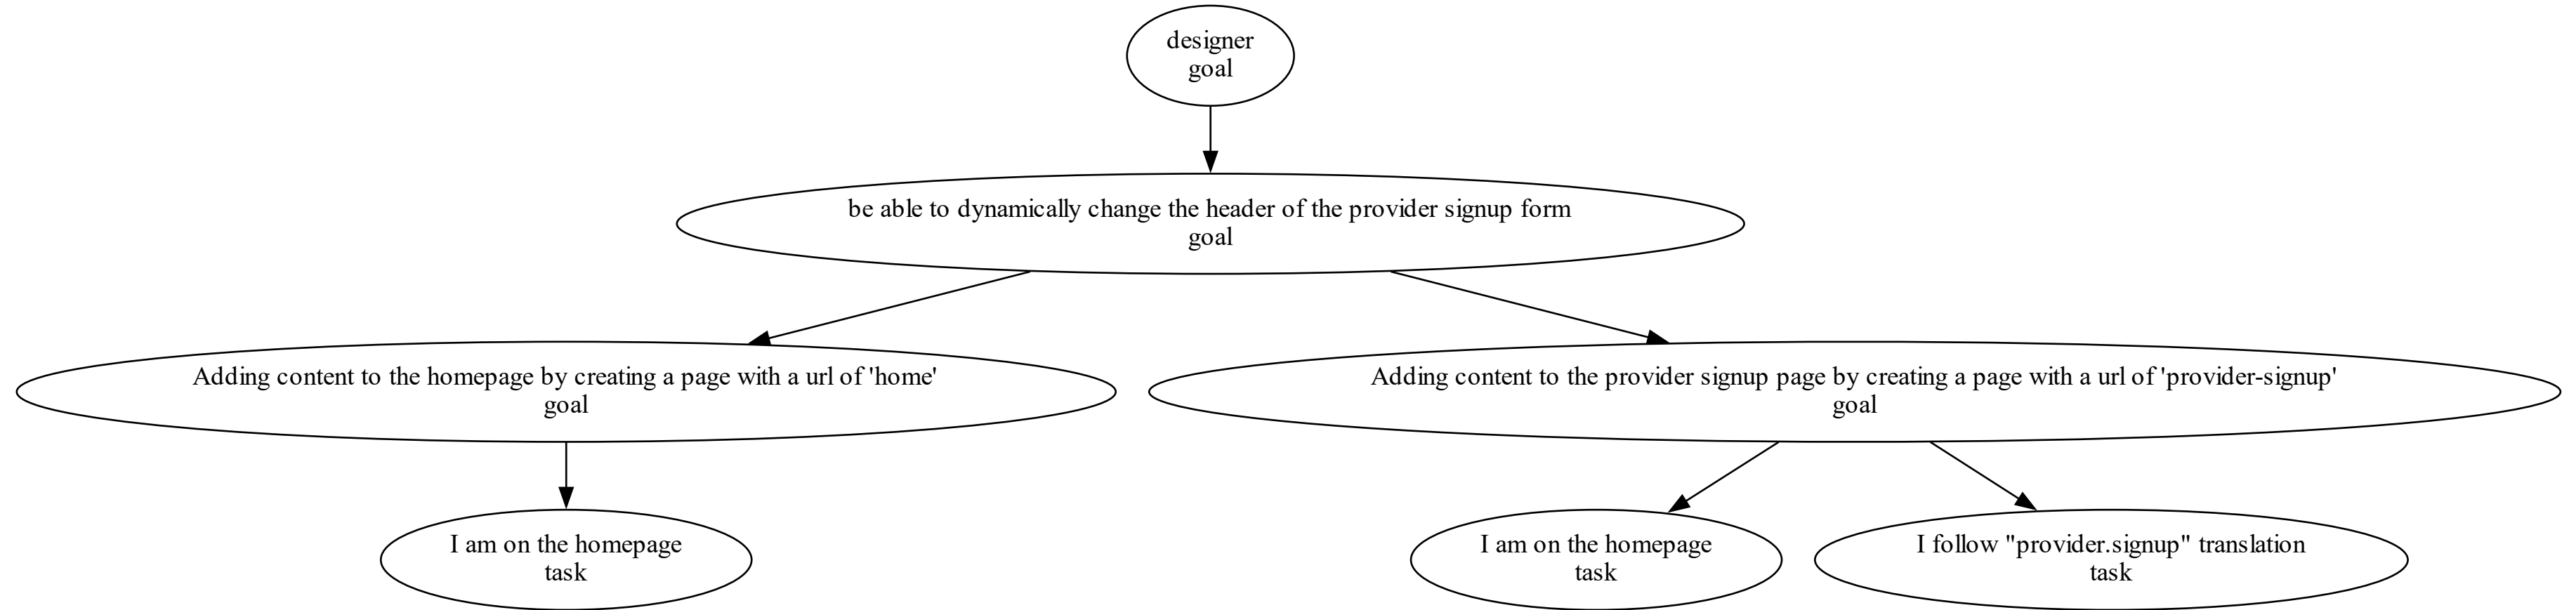 designer
goal
be able to dynamically change the header of the provider signup form
goal
Adding content to the homepage by creating a page with a url of 'home'
goal
Adding content to the provider signup page by creating a page with a url of 'provider-signup'
goal
I am on the homepage
task
I am on the homepage
task
I follow "provider.signup" translation
task